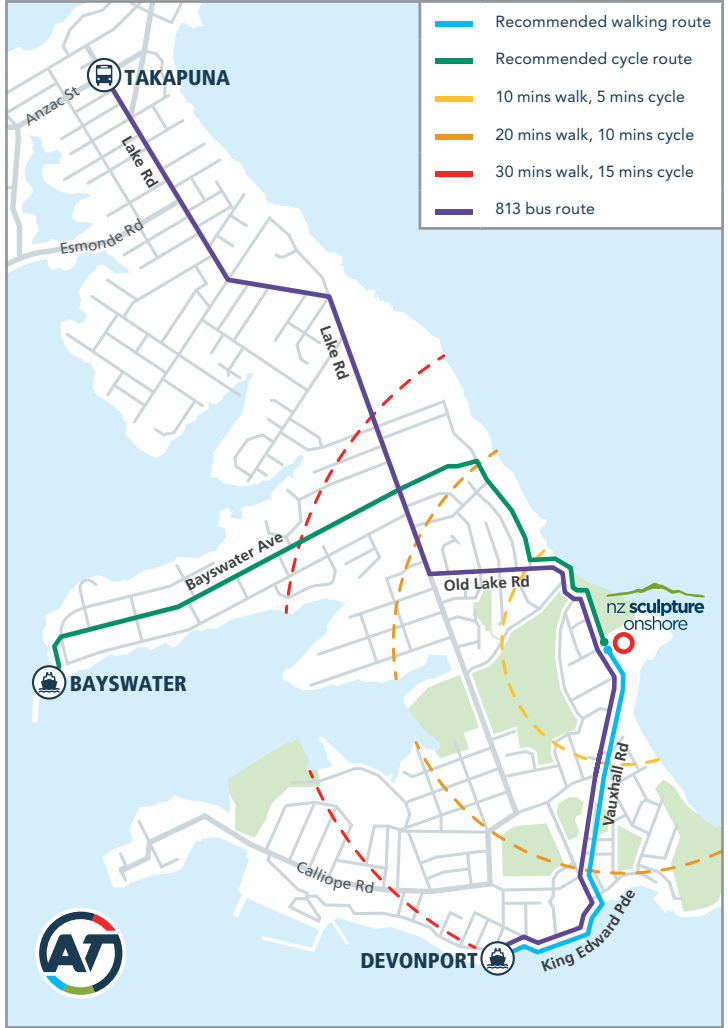 Recommended walking route
Recommended cycle route
10 mins walk, 5 mins cycle
20 mins walk, 10 mins cycle
30 mins walk, 15 mins cycle
813 bus route
TAKAPUNA
Anzac St
Lake Rd
Esmonde Rd
Lake Rd
Bayswater Ave
Old Lake Rd
nz sculpture
onshore
BAYSWATER
Vauxhall Rd
Calliope Rd
King Edward Pde
DEVONPORT
AT